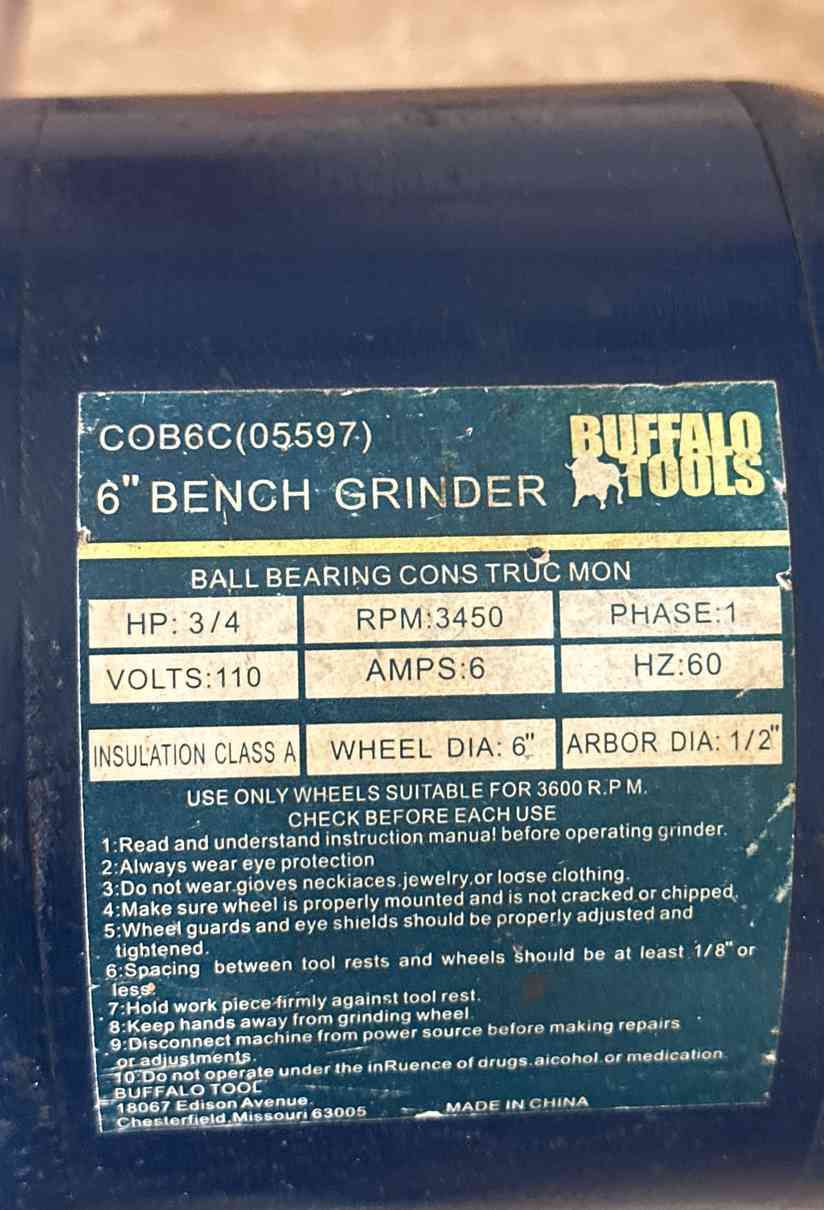 COB6C(05597)
BUFFALO
TOOLS
6" BENCH GRINDER
BALL BEARING CONS TRUC MON
HP: 3/4 RPM:3450 PHASE:1
VOLTS:110 AMPS:6 HZ:60
INSULATION CLASS A WHEEL DIA: 6" ARBOR DIA: 1/2"
USE ONLY WHEELS SUITABLE FOR 3600 R.P M.
CHECK BEFORE EACH USE
1:Read and understand instruction manual before operating grinder.
2:Always wear eye protection
3:Do not wear.gioves neckiaces.jewelry,or loose clothing.
4:Make sure wheel is properly mounted and is not cracked or chipped.
5:Wheel guards and eye shields should be properly adjusted and
tightened.
6:Spacing between tool rests and wheels should be at least 1/8" or
less.
7:Hold work piece firmly against tool rest.
8:Keep hands away from grinding wheel.
9:Disconnect machine from power source before making repairs
or adjustments.
10:Do not operate under the inRuence of drugs.aicohol or medication
BUFFALO TOOL
18067 Edison Avenue.
Chesterfield,Missouri 63005 MADE IN CHINA